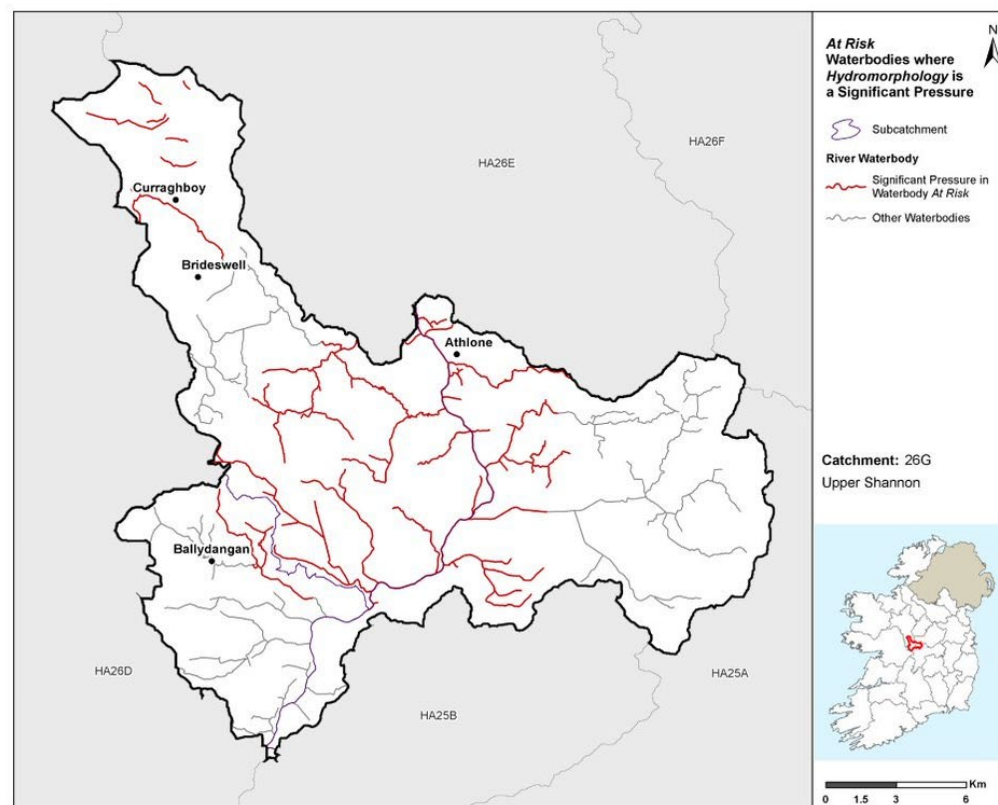 HA26E
HA26F
Curraghboy
Brideswell
Athlone
Ballydangan
HA26D
HA25B
HA25A
N
At Risk
Waterbodies where
Hydromorphology is
a Significant Pressure
Subcatchment
River Waterbody
Significant Pressure in
Waterbody At Risk
Other Waterbodies
Catchment: 26G
Upper Shannon
Km
0 1.5 3 6